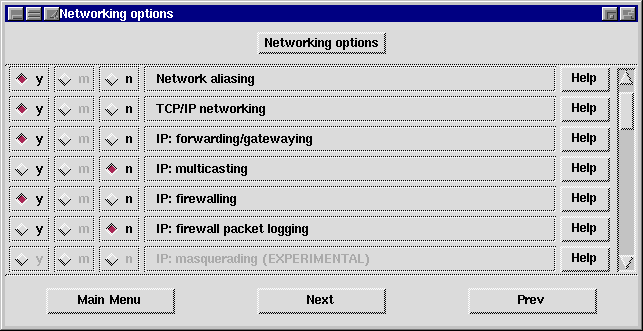 Networking options
Networking options
y m n Network aliasing Help
y m n TCP/IP networking Help
y m n IP: forwarding/gatewaying Help
y m n IP: multicasting Help
y m n IP: firewalling Help
y m n IP: firewall packet logging Help
y m n IP: masquerading (EXPERIMENTAL) Help
Main Menu Next Prev